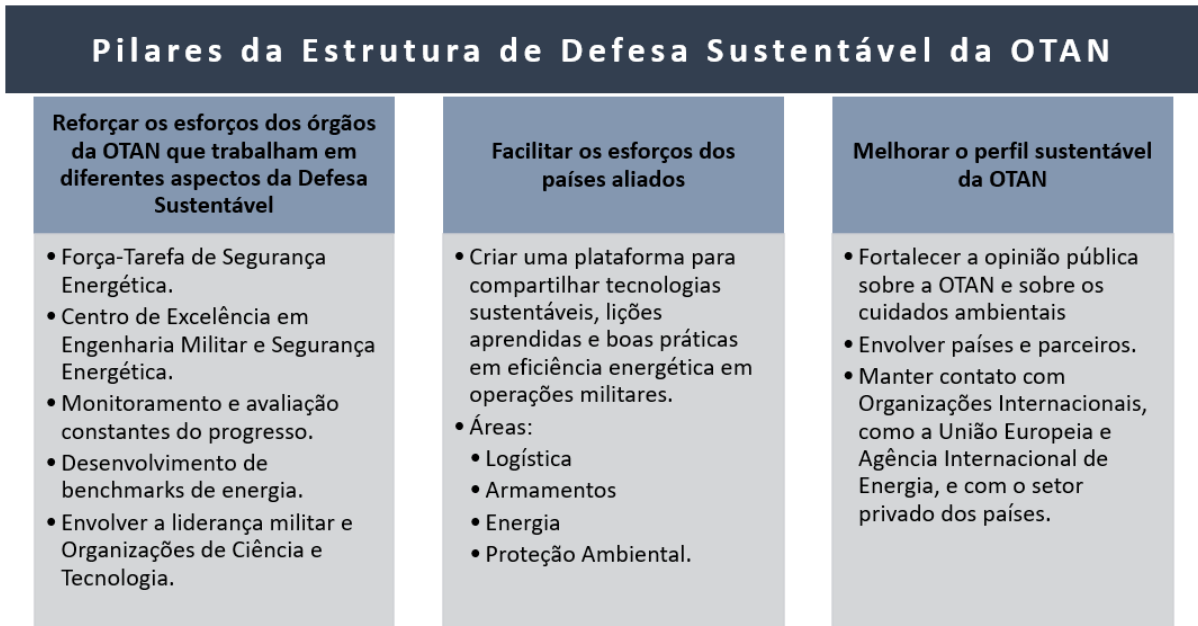 Pilares da Estrutura de Defesa Sustentável da OTAN
Reforçar os esforços dos órgãos
da OTAN que trabalham em
diferentes aspectos da Defesa
Sustentável
• Força-Tarefa de Segurança
Energética.
• Centro de Excelência em
Engenharia Militar e Segurança
Energética.
• Monitoramento e avaliação
constantes do progresso.
• Desenvolvimento de
benchmarks de energia.
• Envolver a liderança militar e
Organizações de Ciência e
Tecnologia.
Facilitar os esforços dos
países aliados
• Criar uma plataforma para
compartilhar tecnologias
sustentáveis, lições
aprendidas e boas práticas
em eficiência energética em
operações militares.
• Áreas:
• Logística
• Armamentos
• Energia
• Proteção Ambiental.
Melhorar o perfil sustentável
da OTAN
• Fortalecer a opinião pública
sobre a OTAN e sobre os
cuidados ambientais
• Envolver países e parceiros.
• Manter contato com
Organizações Internacionais,
como a União Europeia e
Agência Internacional de
Energia, e com o setor
privado dos países.